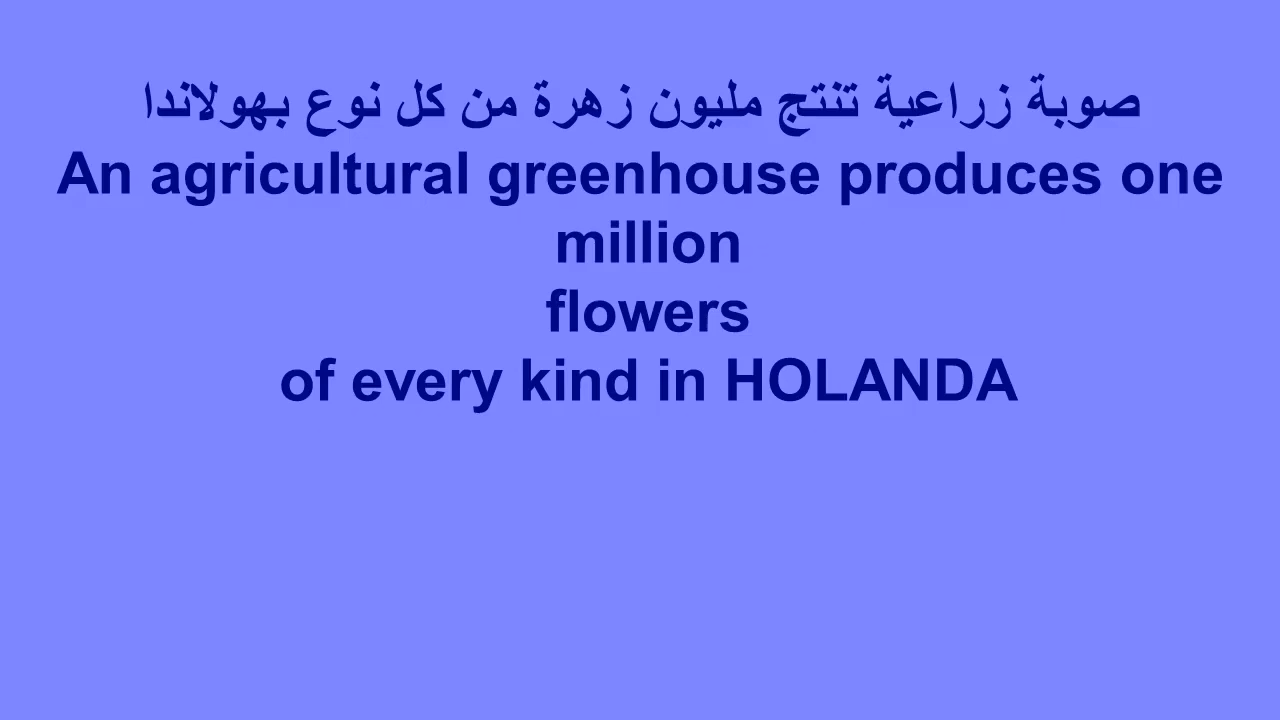 صوبة زراعية تنتج مليون زهرة من كل نوع بهولاندا
An agricultural greenhouse produces one
million
flowers
of every kind in HOLANDA